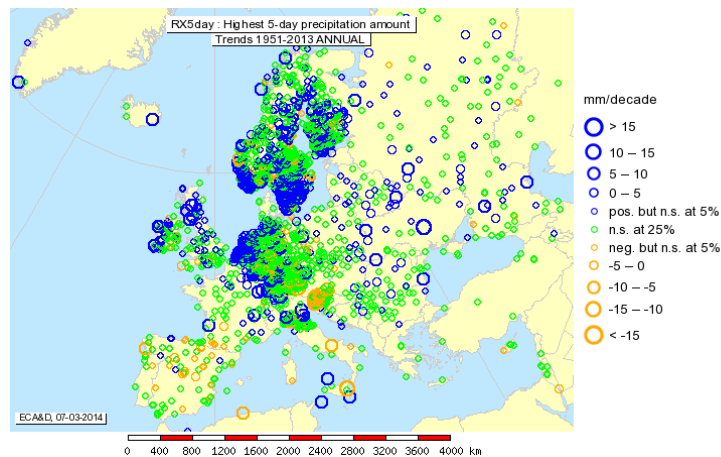 RX5day : Highest 5-day precipitation amount
Trends 1951-2013 ANNUAL
mm/decade
> 15
10 – 15
5 – 10
0 – 5
pos. but n.s. at 5%
n.s. at 25%
neg. but n.s. at 5%
-5 – 0
-10 – -5
-15 – -10
< -15
ECA&D, 07-03-2014
0 400 800 1200 1600 2000 2400 2800 3200 3600 4000 km